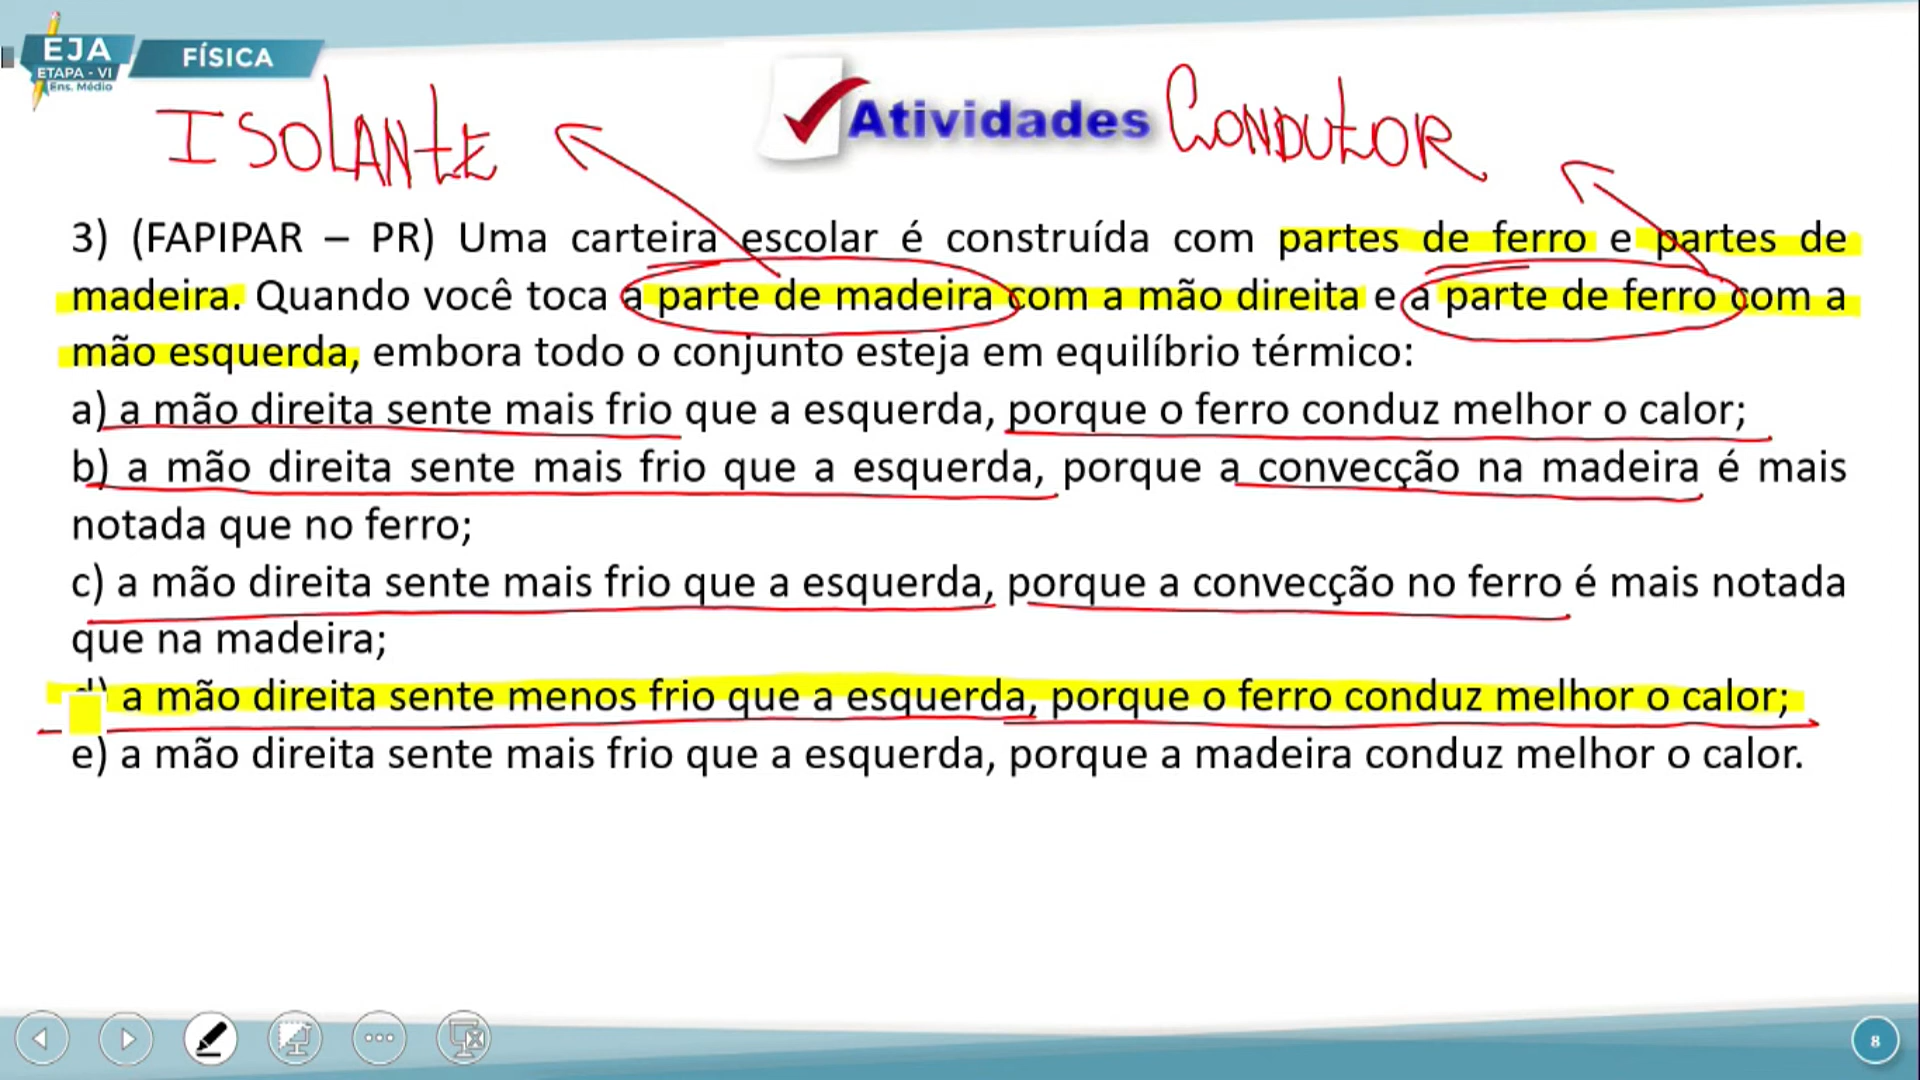 EJA
ETAPA - VI
Ens. Médio
FÍSICA
ISOLANTE
Atividades
CONDUTOR
3) (FAPIPAR – PR) Uma carteira escolar é construída com partes de ferro e partes de
madeira. Quando você toca a parte de madeira com a mão direita e a parte de ferro com a
mão esquerda, embora todo o conjunto esteja em equilíbrio térmico:
a) a mão direita sente mais frio que a esquerda, porque o ferro conduz melhor o calor;
b) a mão direita sente mais frio que a esquerda, porque a convecção na madeira é mais
notada que no ferro;
c) a mão direita sente mais frio que a esquerda, porque a convecção no ferro é mais notada
que na madeira;
d) a mão direita sente menos frio que a esquerda, porque o ferro conduz melhor o calor;
e) a mão direita sente mais frio que a esquerda, porque a madeira conduz melhor o calor.
8